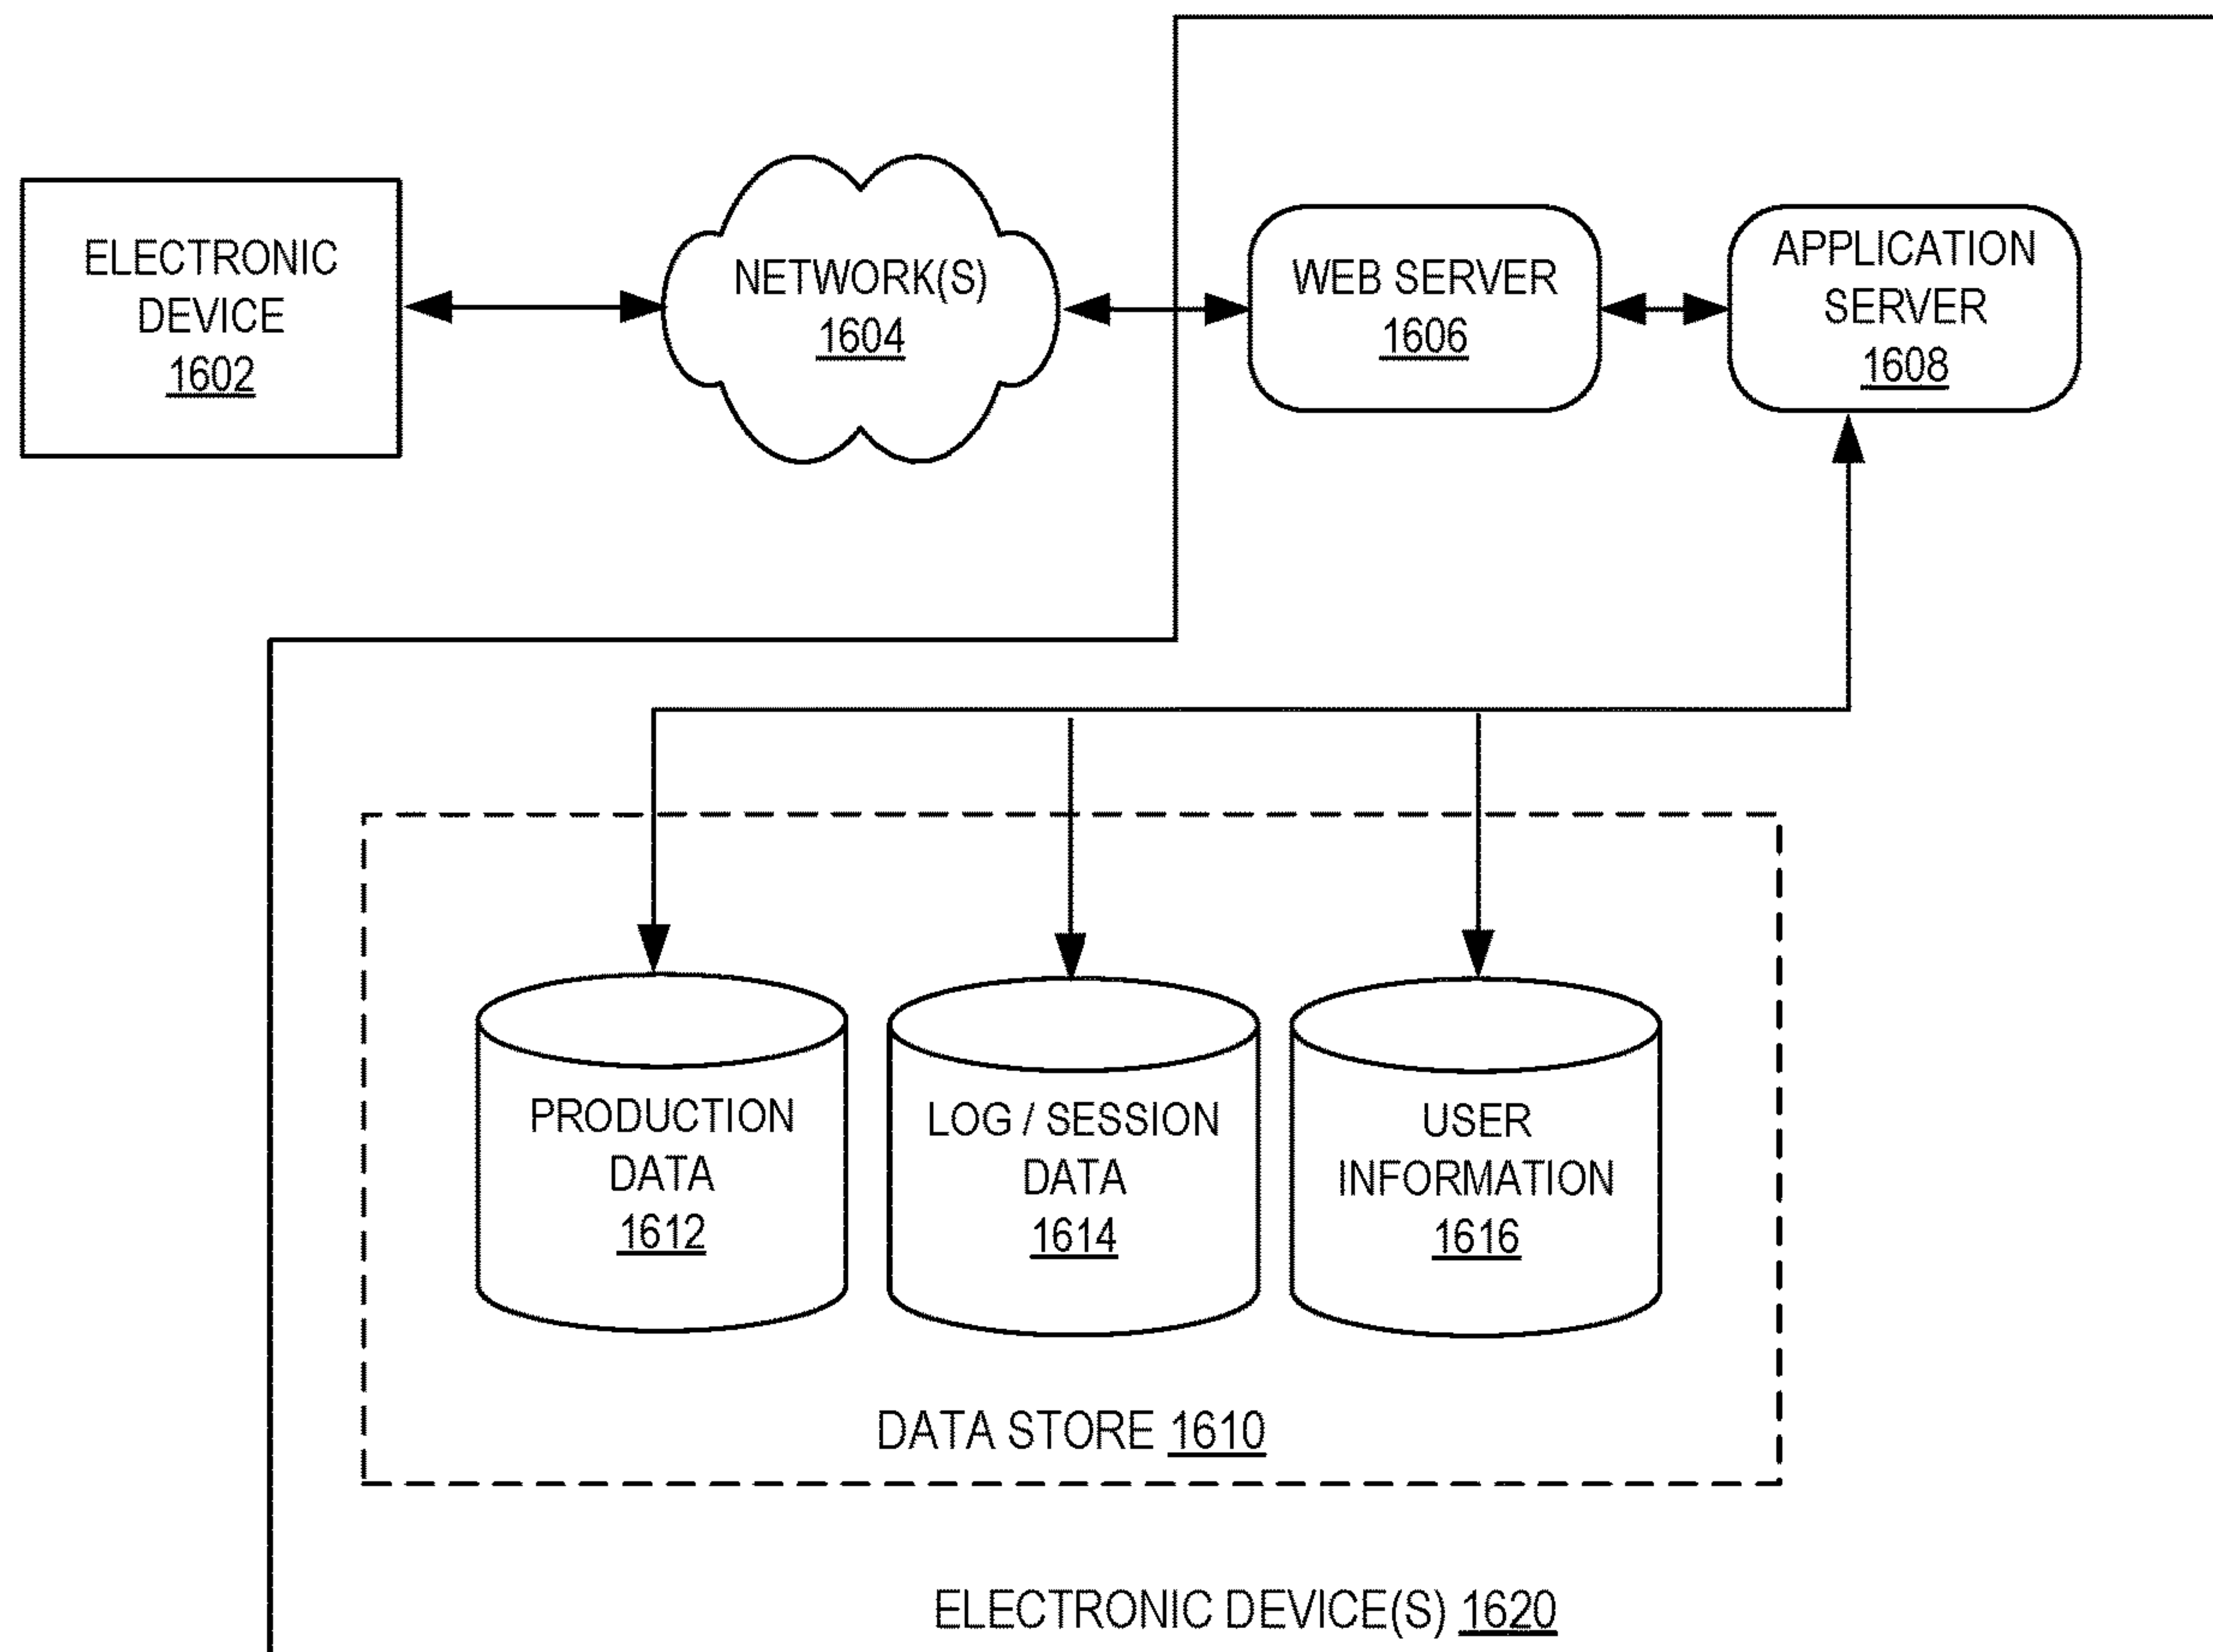 ELECTRONIC
DEVICE
1602
NETWORK(S)
1604
WEB SERVER
1606
APPLICATION
SERVER
1608
PRODUCTION
DATA
1612
LOG / SESSION
DATA
1614
USER
INFORMATION
1616
DATA STORE 1610
ELECTRONIC DEVICE(S) 1620